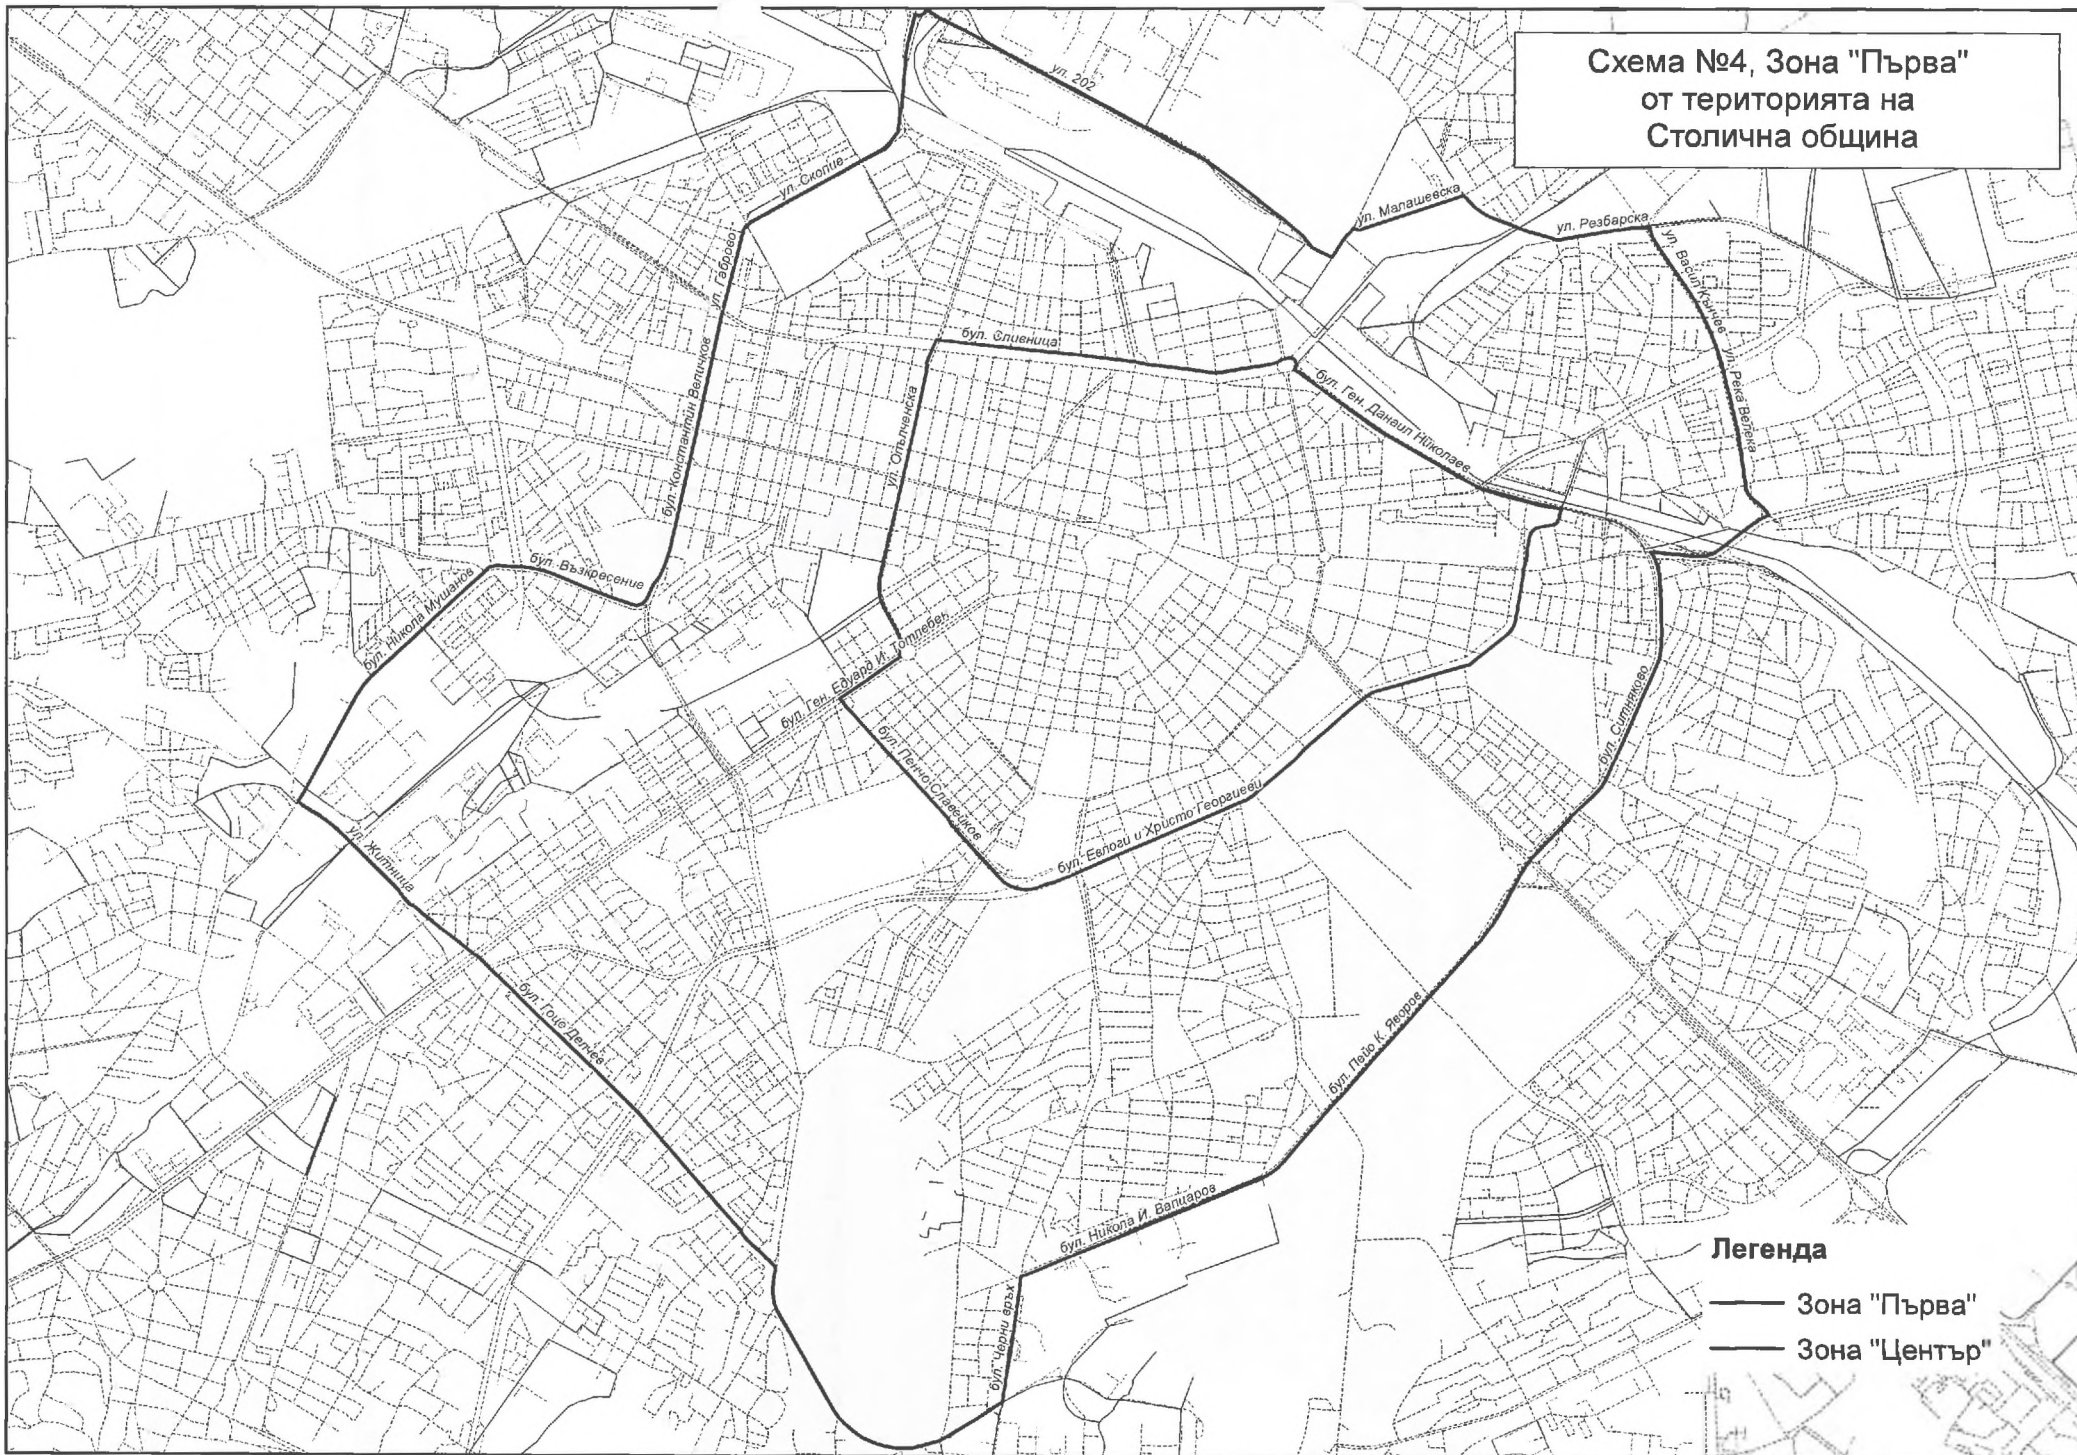 Схема №4, Зона "Първа"
от територията на
Столична община
ул. 202
ул. Скопие
ул. Малашевска
ул. Резбарска
ул. Габрово
ул. Васил Кънчев
ул. Река Велека
бул. Сливница
бул. Константин Величков
ул. Опълченска
бул. Ген. Данаил Николаев
бул. Възкресение
бул. Никола Мушанов
бул. Ген. Едуард И. Тотлебен
бул. Ситняково
бул. Пенчо Славейков
бул. Евлоги и Христо Георгиеви
ул. Житница
бул. Гоце Делчев
бул. Пейо К. Яворов
бул. Никола Й. Вапцаров
бул. Черни връх
Легенда
Зона "Първа"
Зона "Център"